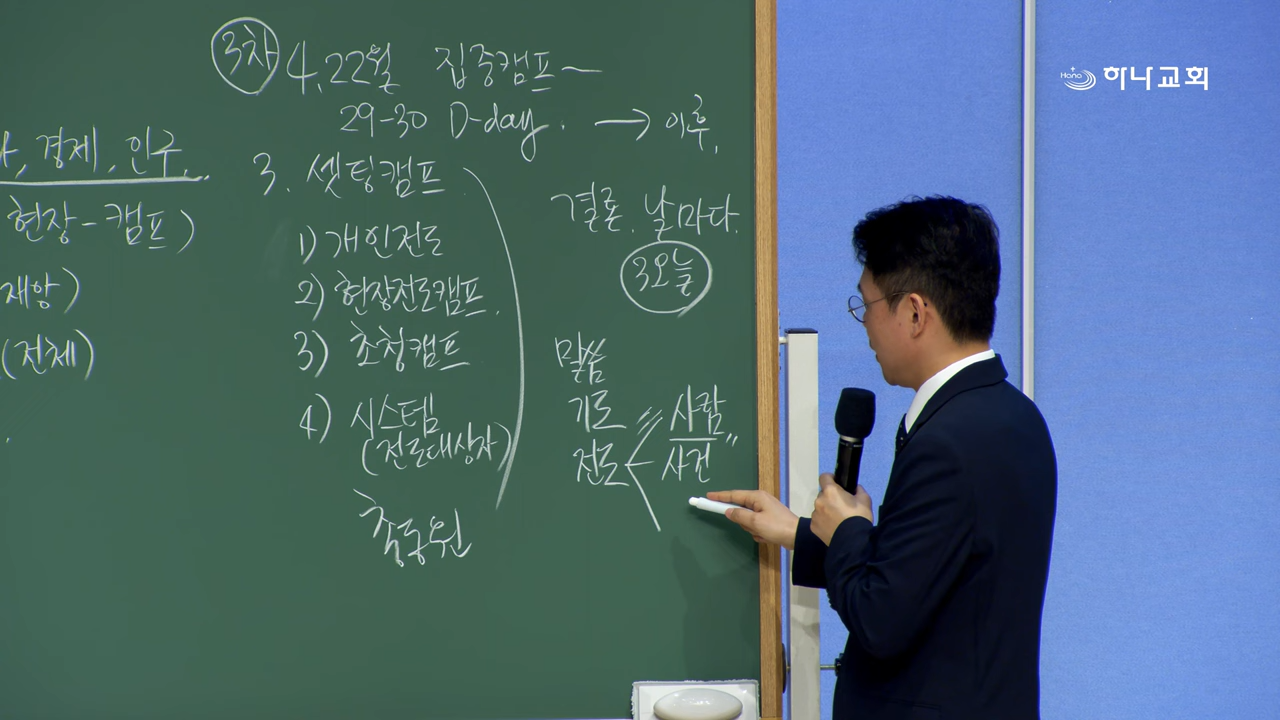 3차 4, 22월 집중캠프~
29-30 D-day. → 이후,
경제, 인구,...
현장-캠프)
재앙)
(전체)
3. 셋팅캠프
1) 개인전도
2) 현장전도캠프.
3) 초청캠프
4) 시스템
(전도대상자)
총동원
결론. 날마다.
3오늘
말씀
기도
전도
사람
사건"
Hana 하나교회